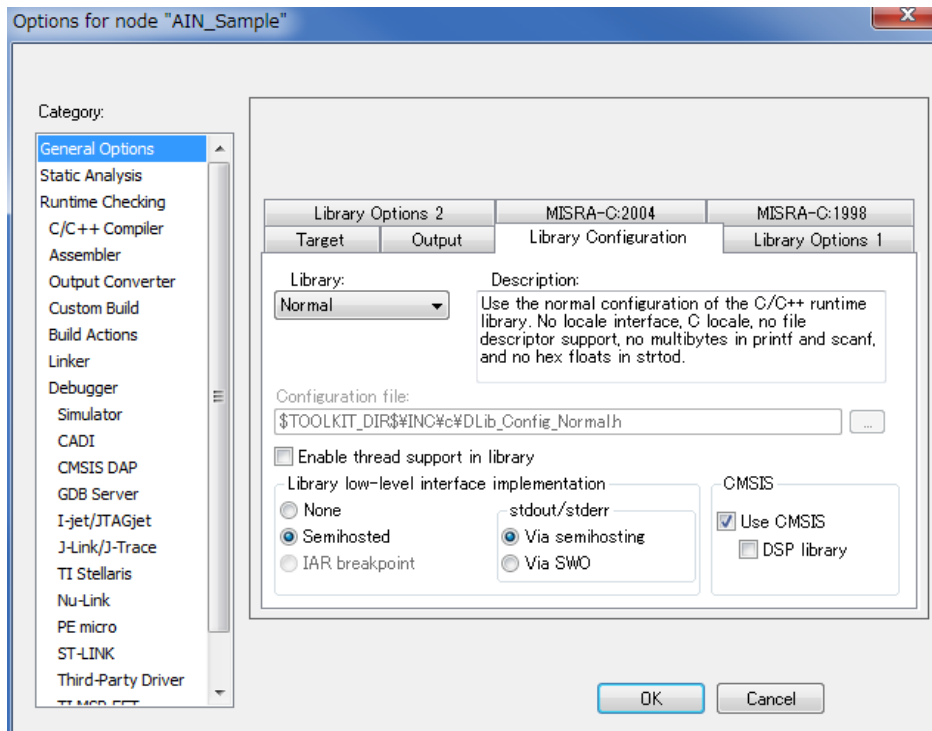 Options for node "AIN_Sample"
Category:
General Options
Static Analysis
Runtime Checking
C/C++ Compiler
Assembler
Output Converter
Custom Build
Build Actions
Linker
Debugger
Simulator
CADI
CMSIS DAP
GDB Server
I-jet/JTAGjet
J-Link/J-Trace
TI Stellaris
Nu-Link
PE micro
ST-LINK
Third-Party Driver
Library Options 2
MISRA-C:2004
MISRA-C:1998
Target
Output
Library Configuration
Library Options 1
Library:
Normal
Description:
Use the normal configuration of the C/C++ runtime
library. No locale interface, C locale, no file
descriptor support, no multibytes in printf and scanf,
and no hex floats in strtod.
Configuration file:
$TOOLKIT_DIR$¥INC¥c¥DLib_Config_Normal.h
...
Enable thread support in library
Library low-level interface implementation
None
Semihosted
IAR breakpoint
stdout/stderr
Via semihosting
Via SWO
CMSIS
Use CMSIS
DSP library
OK
Cancel